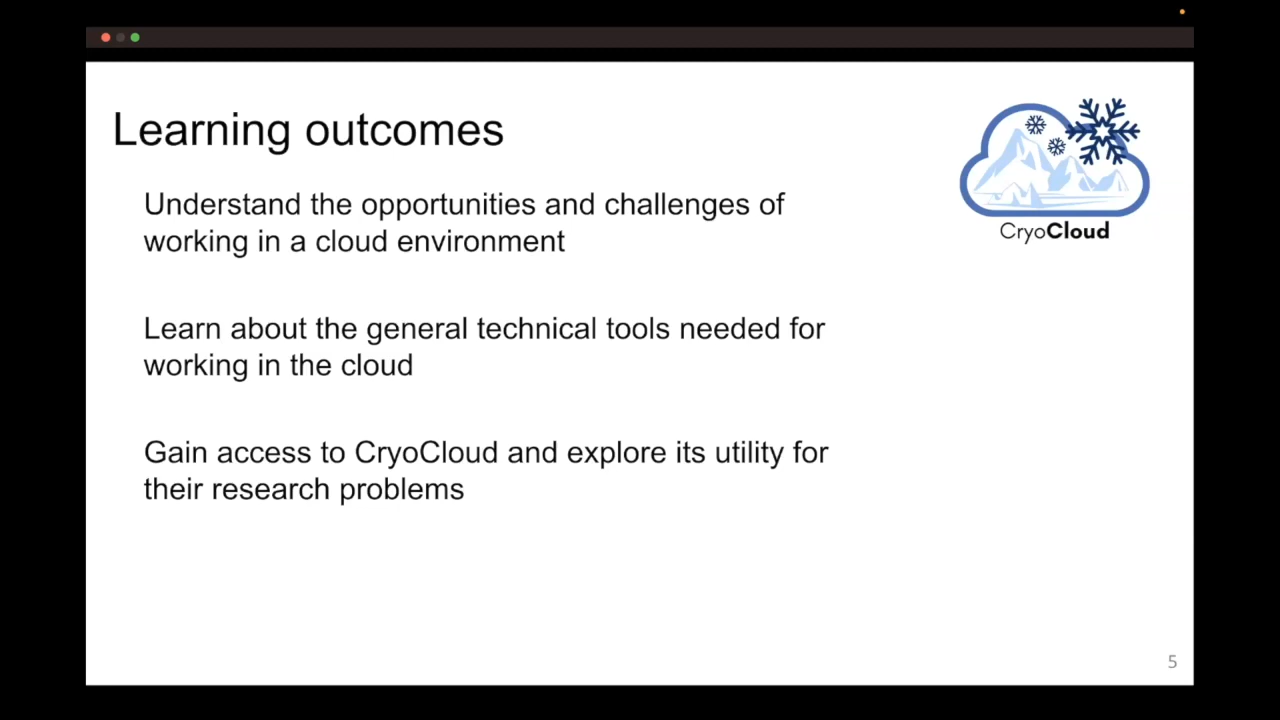 Learning outcomes
Understand the opportunities and challenges of
working in a cloud environment
Learn about the general technical tools needed for
working in the cloud
Gain access to CryoCloud and explore its utility for
their research problems
CryoCloud
5